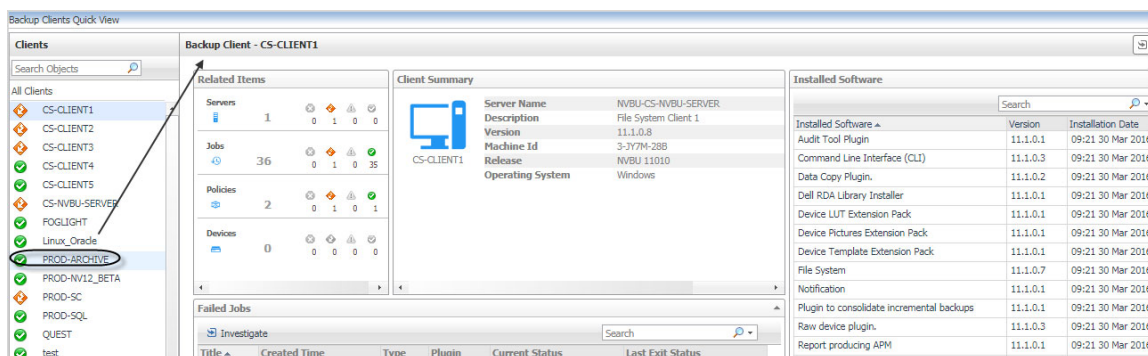 Backup Clients Quick View
Clients
Search Objects
All Clients
CS-CLIENT1
CS-CLIENT2
CS-CLIENT3
CS-CLIENT4
CS-CLIENT5
CS-NVBU-SERVER
FOGLIGHT
Linux_Oracle
PROD-ARCHIVE
PROD-NV12_BETA
PROD-SC
PROD-SQL
QUEST
test
Backup Client - CS-CLIENT1
Related Items
Servers
1 0 1 0 0
Jobs
36 0 1 0 35
Policies
2 0 1 0 1
Devices
0 0 0 0 0
Client Summary
CS-CLIENT1
Server Name NVBU-CS-NVBU-SERVER
Description File System Client 1
Version 11.1.0.8
Machine Id 3-JY7M-28B
Release NVBU 11010
Operating System Windows
Failed Jobs
Investigate Search
Title Created Time Type Plugin Current Status Last Exit Status
Installed Software
Search
Installed Software Version Installation Date
Audit Tool Plugin 11.1.0.1 09:21 30 Mar 2016
Command Line Interface (CLI) 11.1.0.3 09:21 30 Mar 2016
Data Copy Plugin. 11.1.0.2 09:21 30 Mar 2016
Dell RDA Library Installer 11.1.0.1 09:21 30 Mar 2016
Device LUT Extension Pack 11.1.0.1 09:21 30 Mar 2016
Device Pictures Extension Pack 11.1.0.1 09:21 30 Mar 2016
Device Template Extension Pack 11.1.0.1 09:21 30 Mar 2016
File System 11.1.0.7 09:21 30 Mar 2016
Notification 11.1.0.1 09:21 30 Mar 2016
Plugin to consolidate incremental backups 11.1.0.1 09:21 30 Mar 2016
Raw device plugin. 11.1.0.3 09:21 30 Mar 2016
Report producing APM 11.1.0.1 09:21 30 Mar 2016